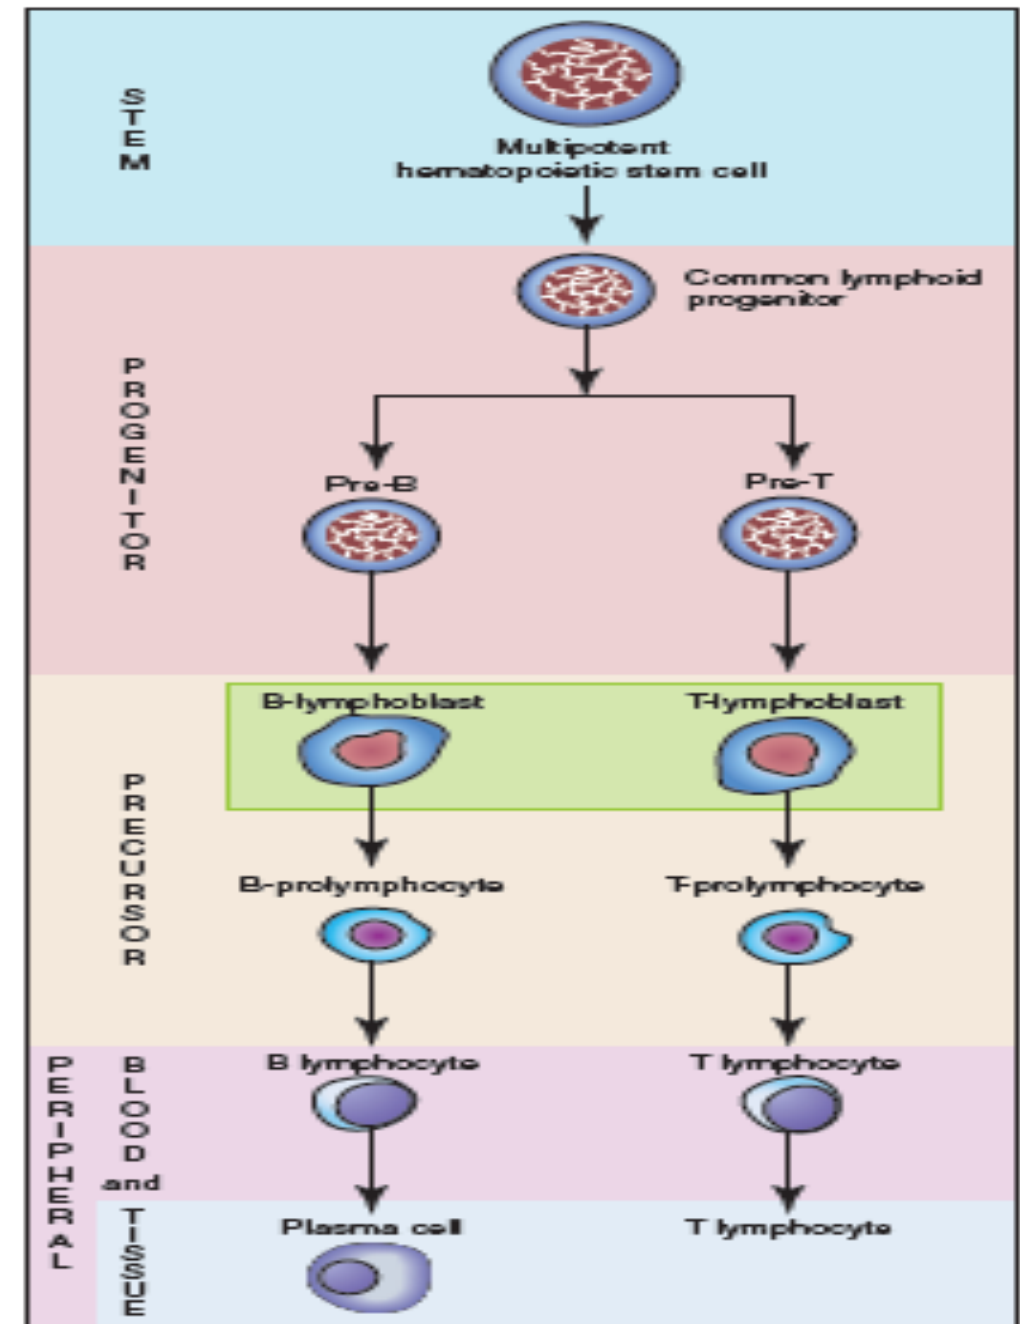 STEM
Multipotent
hematopoietic stem cell
PROGENITOR
Common lymphoid
progenitor
Pre-B
Pre-T
PRECURSOR
B-lymphoblast
T-lymphoblast
B-prolymphocyte
T-prolymphocyte
PERIPHERAL
BLOOD
and
TISSUE
B lymphocyte
T lymphocyte
Plasma cell
T lymphocyte